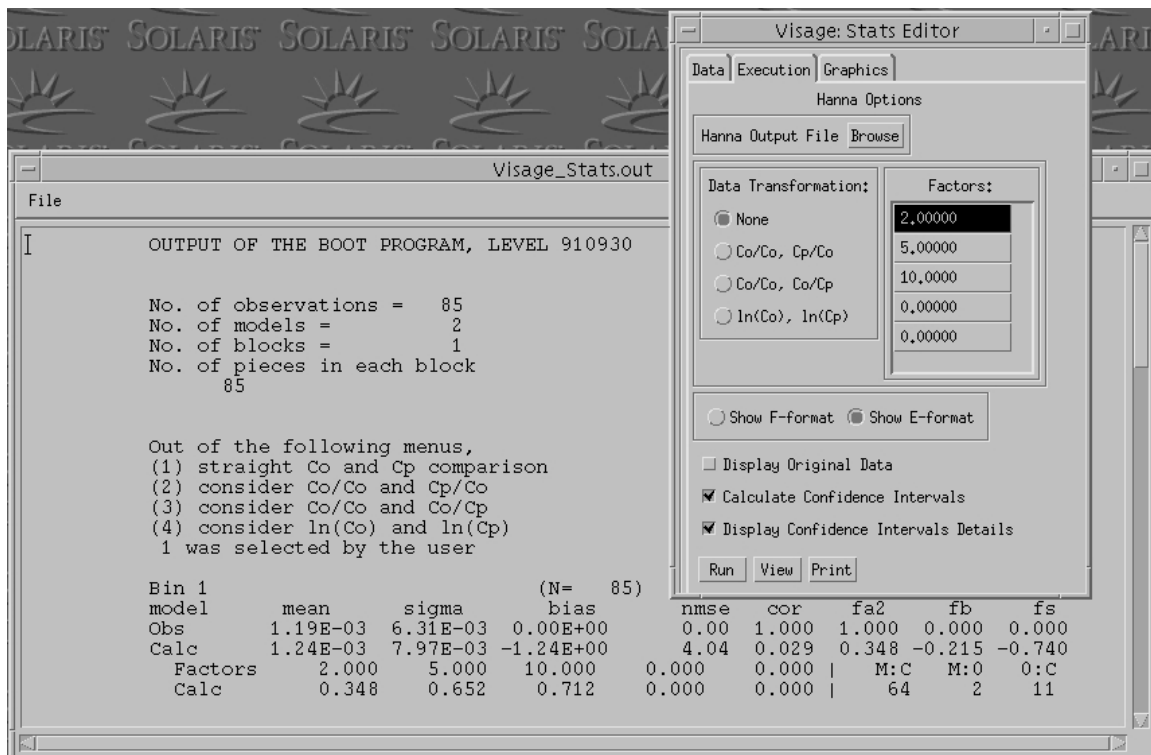 OLARIS SOLARIS SOLARIS SOLARIS SOLA
ARI
Visage_Stats.out
File
OUTPUT OF THE BOOT PROGRAM, LEVEL 910930
No. of observations = 85
No. of models = 2
No. of blocks = 1
No. of pieces in each block
85
Out of the following menus,
(1) straight Co and Cp comparison
(2) consider Co/Co and Cp/Co
(3) consider Co/Co and Co/Cp
(4) consider ln(Co) and ln(Cp)
1 was selected by the user
Bin 1 (N= 85)
model mean sigma bias nmse cor fa2 fb fs
Obs 1.19E-03 6.31E-03 0.00E+00 0.00 1.000 1.000 0.000 0.000
Calc 1.24E-03 7.97E-03 -1.24E+00 4.04 0.029 0.348 -0.215 -0.740
Factors 2.000 5.000 10.000 0.000 0.000 | M:C M:O O:C
Calc 0.348 0.652 0.712 0.000 0.000 | 64 2 11
Visage: Stats Editor
Data Execution Graphics
Hanna Options
Hanna Output File Browse
Data Transformation:
None
Co/Co, Cp/Co
Co/Co, Co/Cp
ln(Co), ln(Cp)
Factors:
2.00000
5.00000
10.0000
0.00000
0.00000
Show F-format Show E-format
Display Original Data
Calculate Confidence Intervals
Display Confidence Intervals Details
Run View Print